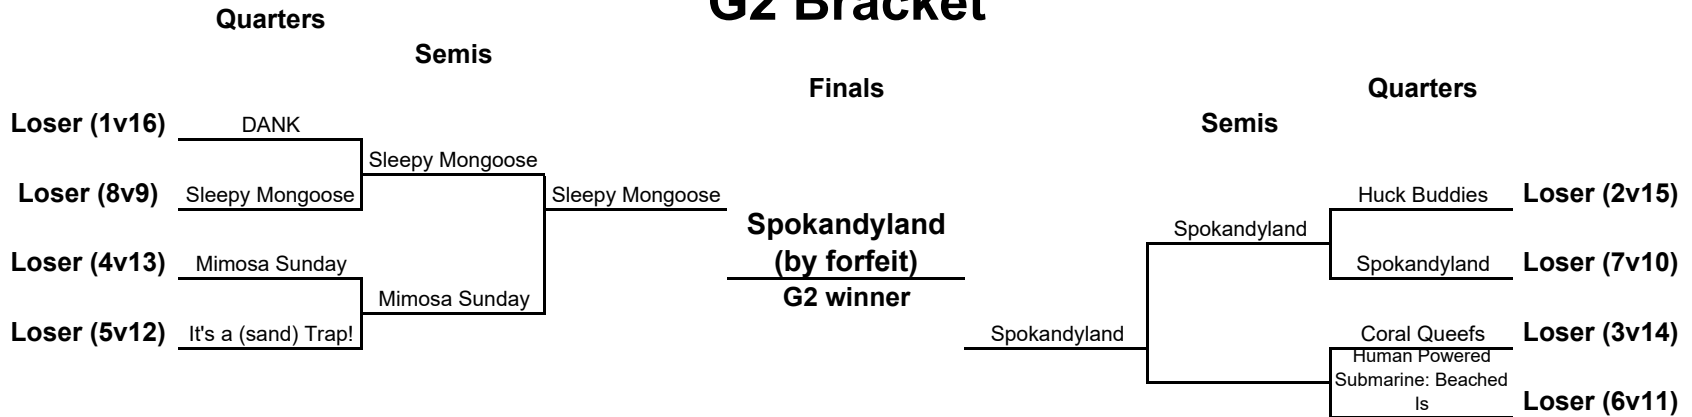 G2 Bracket
Quarters
Semis
Finals
Quarters
Semis
Loser (1v16) DANK
Sleepy Mongoose
Loser (8v9) Sleepy Mongoose
Sleepy Mongoose
Loser (4v13) Mimosa Sunday
Mimosa Sunday
Loser (5v12) It's a (sand) Trap!
Spokandyland
(by forfeit)
G2 winner
Huck Buddies Loser (2v15)
Spokandyland
Spokandyland Loser (7v10)
Spokandyland
Coral Queefs Loser (3v14)
Human Powered
Submarine: Beached
Is
Loser (6v11)